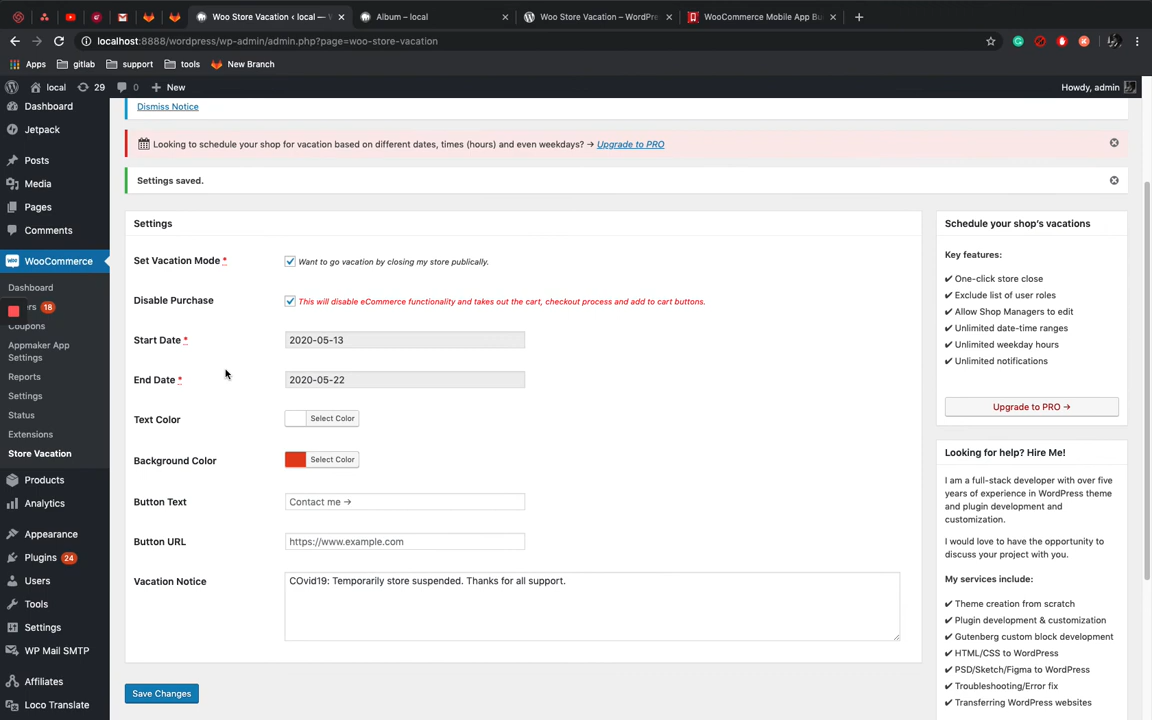 Woo Store Vacation ‹ local — W
Album – local
Woo Store Vacation – WordPre
WooCommerce Mobile App Bu
localhost:8888/wordpress/wp-admin/admin.php?page=woo-store-vacation
Apps
gitlab
support
tools
New Branch
local
29
0
New
Howdy, admin
Dashboard
Jetpack
Posts
Media
Pages
Comments
WooCommerce
Dashboard
ers 18
Coupons
Appmaker App
Settings
Reports
Settings
Status
Extensions
Store Vacation
Products
Analytics
Appearance
Plugins 24
Users
Tools
Settings
WP Mail SMTP
Affiliates
Loco Translate
Dismiss Notice
Looking to schedule your shop for vacation based on different dates, times (hours) and even weekdays? → Upgrade to PRO
Settings saved.
Settings
Set Vacation Mode *
Want to go vacation by closing my store publically.
Disable Purchase
This will disable eCommerce functionality and takes out the cart, checkout process and add to cart buttons.
Start Date *
2020-05-13
End Date *
2020-05-22
Text Color
Select Color
Background Color
Select Color
Button Text
Contact me →
Button URL
https://www.example.com
Vacation Notice
COvid19: Temporarily store suspended. Thanks for all support.
Save Changes
Schedule your shop's vacations
Key features:
✔ One-click store close
✔ Exclude list of user roles
✔ Allow Shop Managers to edit
✔ Unlimited date-time ranges
✔ Unlimited weekday hours
✔ Unlimited notifications
Upgrade to PRO →
Looking for help? Hire Me!
I am a full-stack developer with over five
years of experience in WordPress theme
and plugin development and
customization.
I would love to have the opportunity to
discuss your project with you.
My services include:
✔ Theme creation from scratch
✔ Plugin development & customization
✔ Gutenberg custom block development
✔ HTML/CSS to WordPress
✔ PSD/Sketch/Figma to WordPress
✔ Troubleshooting/Error fix
✔ Transferring WordPress websites